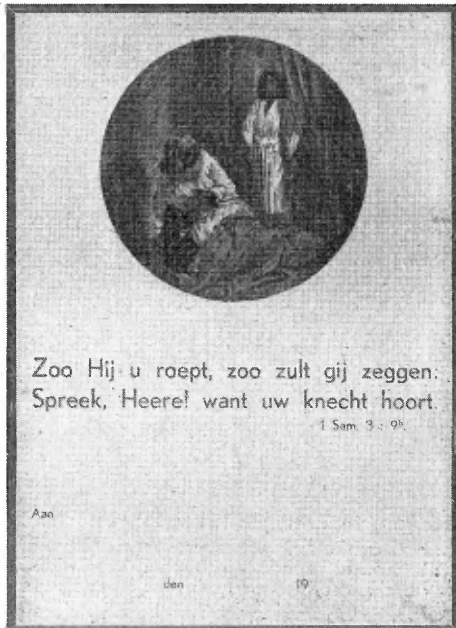 Zoo Hij u roept, zoo zult gij zeggen:
Spreek, Heere! want uw knecht hoort.
1 Sam. 3 : 9b.
Aan
den 19